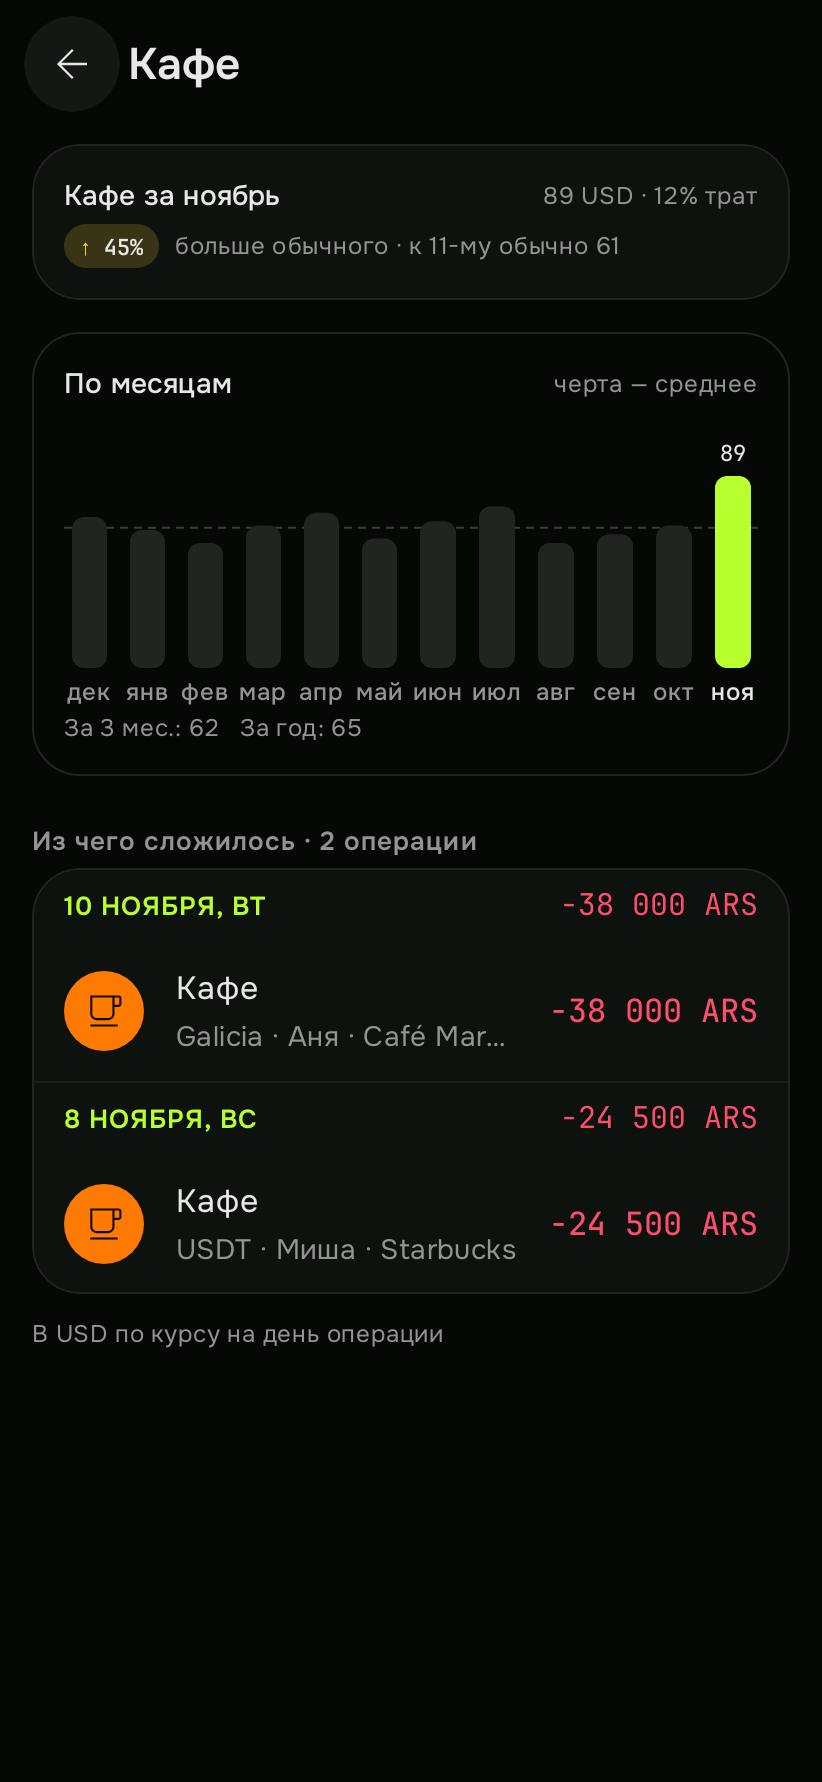 Кафе
Кафе за ноябрь 89 USD · 12% трат
↑ 45% больше обычного · к 11-му обычно 61
По месяцам черта — среднее
89
дек янв фев мар апр май июн июл авг сен окт ноя
За 3 мес.: 62 За год: 65
Из чего сложилось · 2 операции
10 НОЯБРЯ, ВТ -38 000 ARS
Кафе -38 000 ARS
Galicia · Аня · Café Mar...
8 НОЯБРЯ, ВС -24 500 ARS
Кафе -24 500 ARS
USDT · Миша · Starbucks
В USD по курсу на день операции